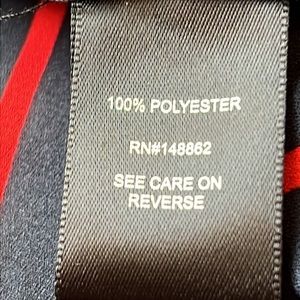 100% POLYESTER
RN#148862
SEE CARE ON
REVERSE